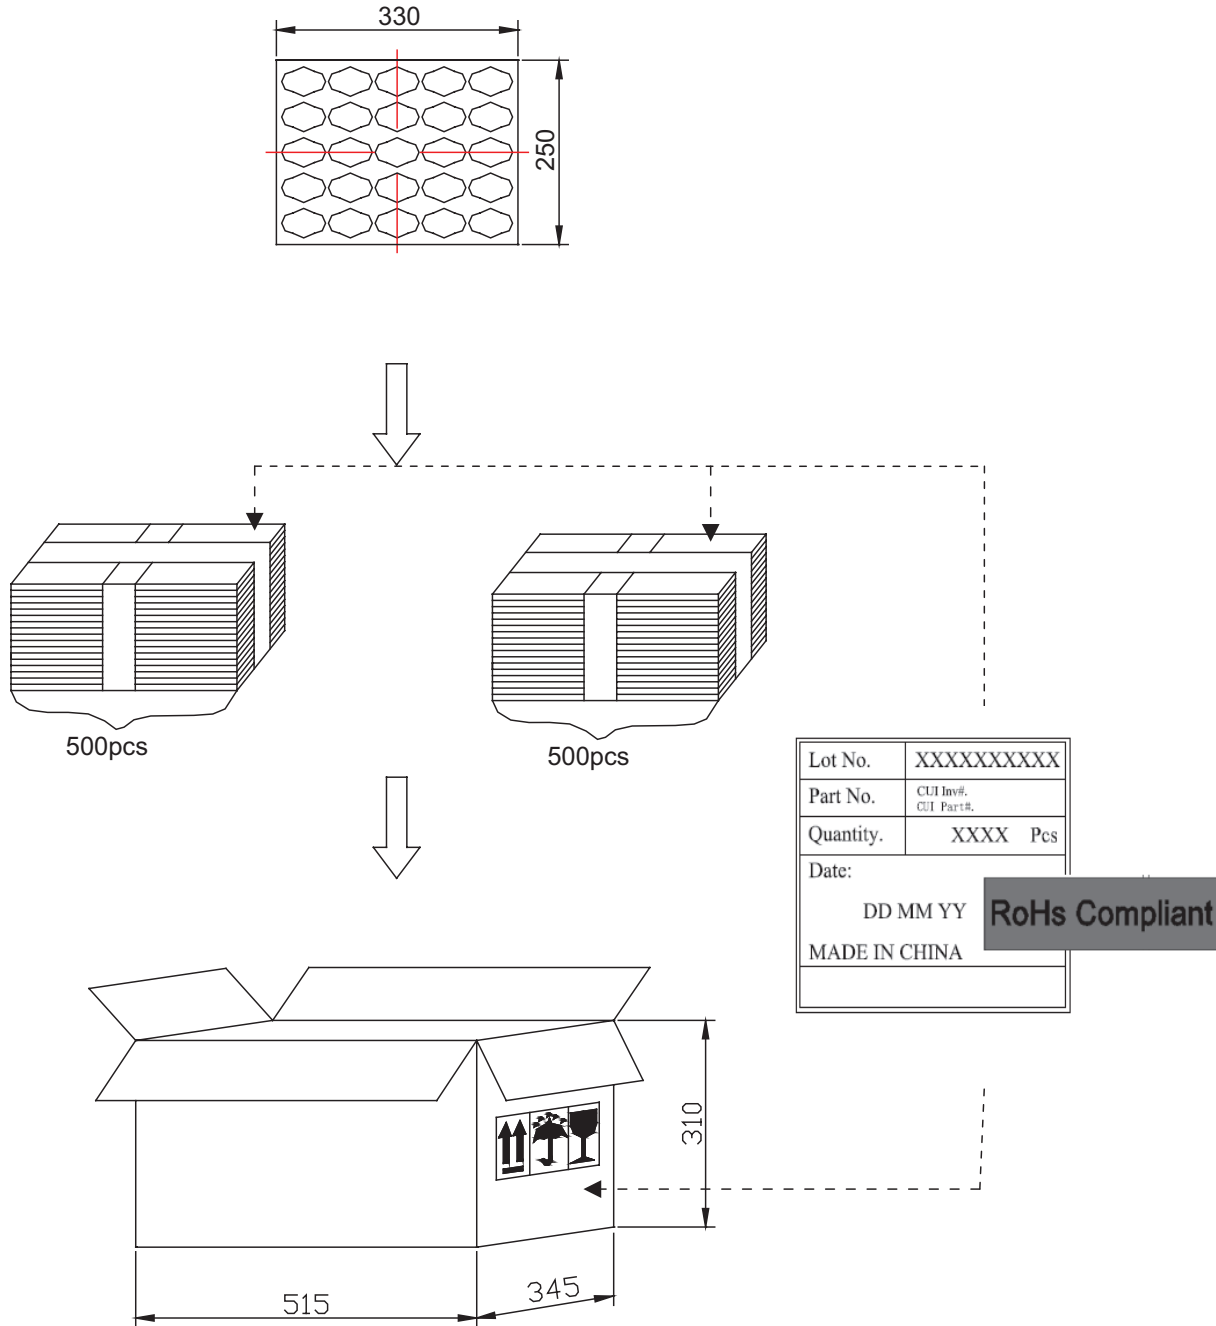 330
250
500pcs
500pcs
Lot No. XXXXXXXXXX
Part No. CUI Inv#.
CUI Part#.
Quantity. XXXX Pcs
Date:
DD MM YY
RoHs Compliant
MADE IN CHINA
310
345
515